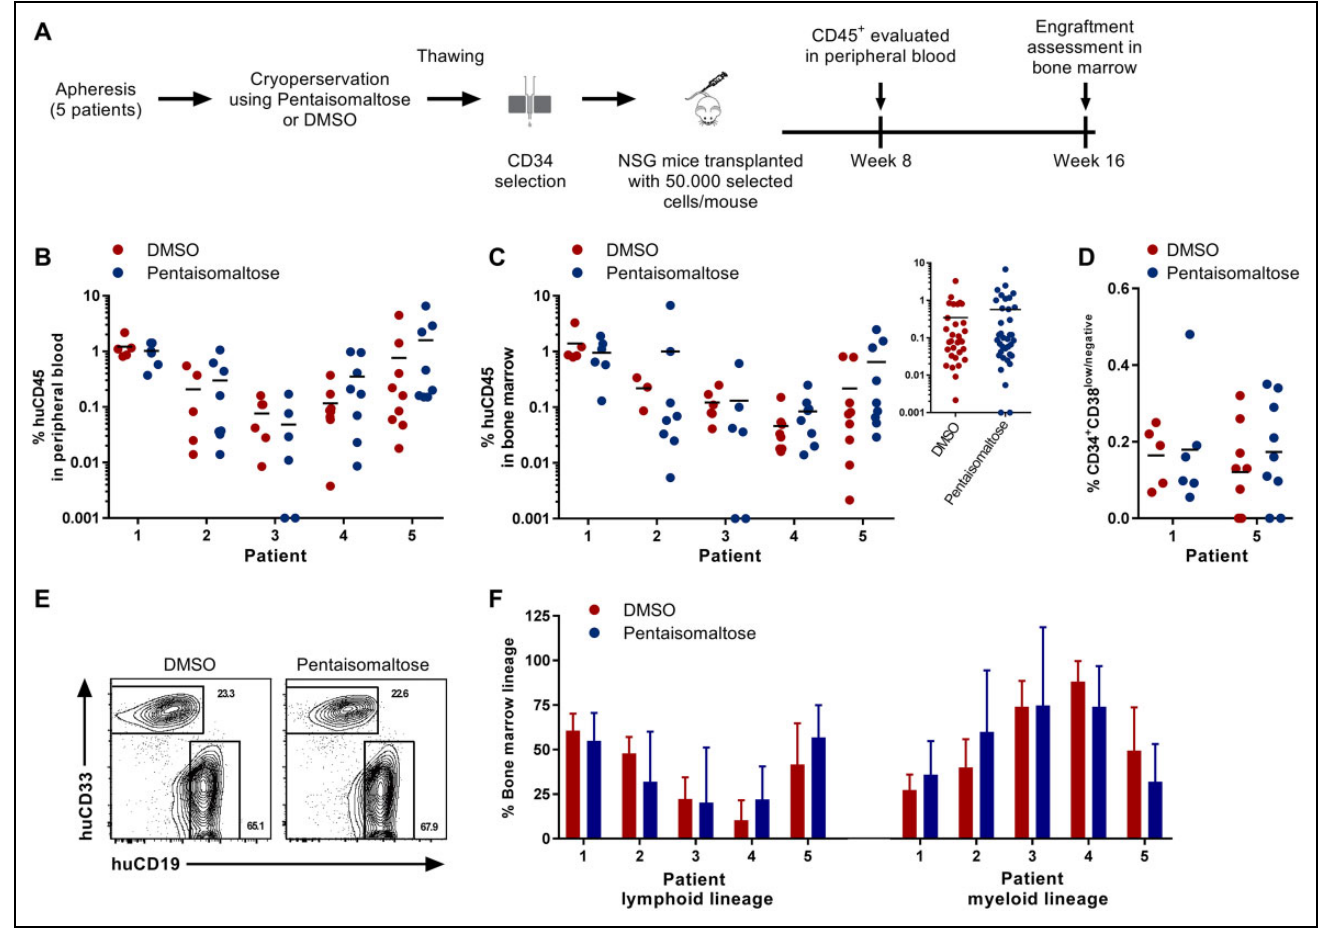 A
Apheresis
(5 patients)
Cryoperservation
using Pentaisomaltose
or DMSO
Thawing
CD34
selection
NSG mice transplanted
with 50.000 selected
cells/mouse
CD45+ evaluated
in peripheral blood
Week 8
Engraftment
assessment in
bone marrow
Week 16
B
DMSO
Pentaisomaltose
% huCD45
in peripheral blood
10
1
0.1
0.01
0.001
1 2 3 4 5
Patient
C
DMSO
Pentaisomaltose
% huCD45
in bone marrow
10
1
0.1
0.01
0.001
1 2 3 4 5
Patient
10
1
0.1
0.01
0.001
DMSO
Pentaisomaltose
D
DMSO
Pentaisomaltose
% CD34+CD38low/negative
0.6
0.4
0.2
0.0
1 5
Patient
E
DMSO
Pentaisomaltose
23.3
65.1
22.6
67.9
huCD33
huCD19
F
DMSO
Pentaisomaltose
% Bone marrow lineage
125
100
75
50
25
0
1 2 3 4 5
Patient
lymphoid lineage
1 2 3 4 5
Patient
myeloid lineage